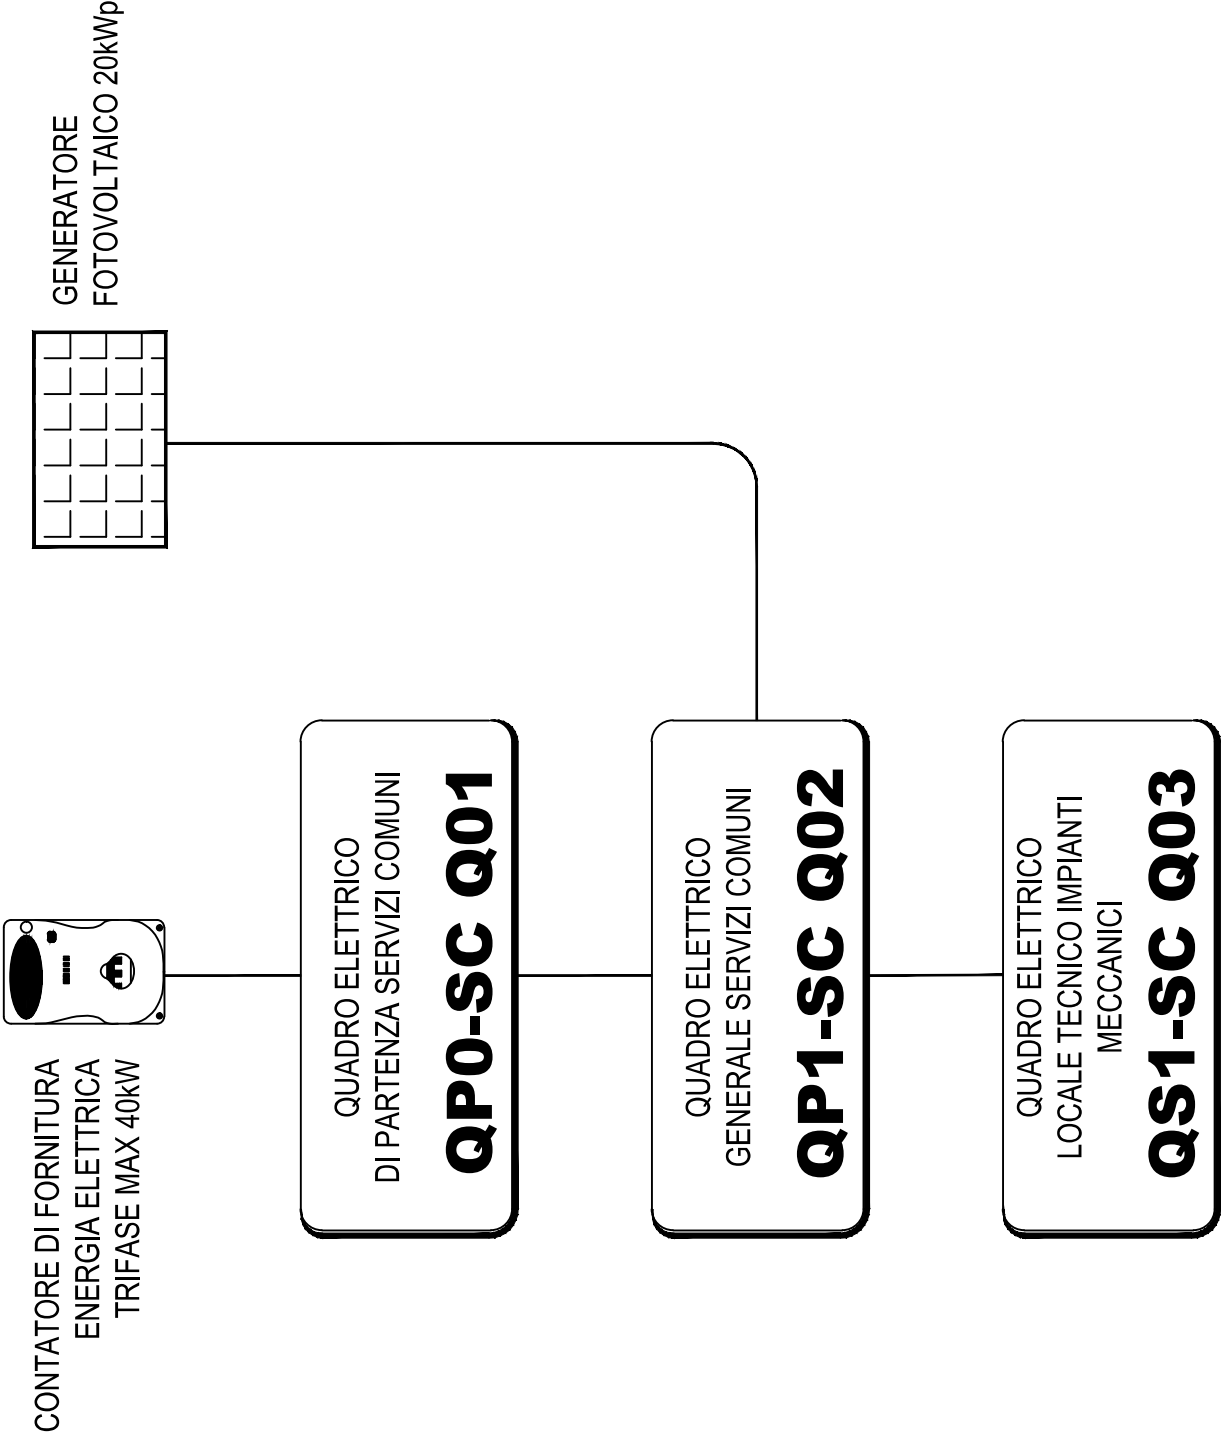 CONTATORE DI FORNITURA
ENERGIA ELETTRICA
TRIFASE MAX 40kW
GENERATORE
FOTOVOLTAICO 20kWp
QUADRO ELETTRICO
DI PARTENZA SERVIZI COMUNI
QP0-SC Q01
QUADRO ELETTRICO
GENERALE SERVIZI COMUNI
QP1-SC Q02
QUADRO ELETTRICO
LOCALE TECNICO IMPIANTI
MECCANICI
QS1-SC Q03